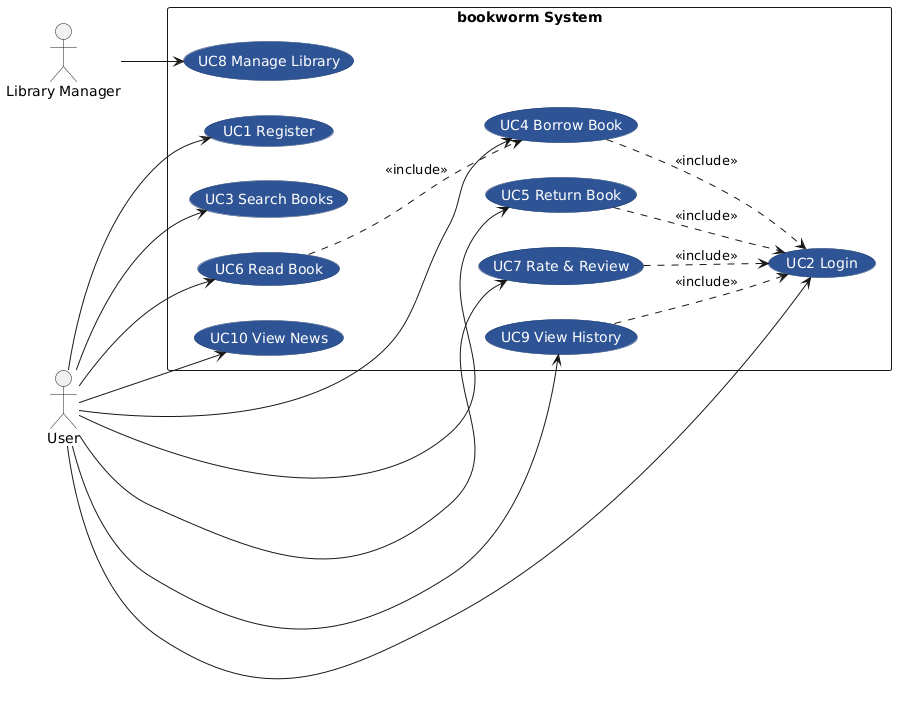 bookworm System
Library Manager
UC8 Manage Library
UC1 Register
UC3 Search Books
UC6 Read Book
UC10 View News
«include»
UC4 Borrow Book
UC5 Return Book
UC7 Rate & Review
UC9 View History
«include»
«include»
«include»
«include»
UC2 Login
User